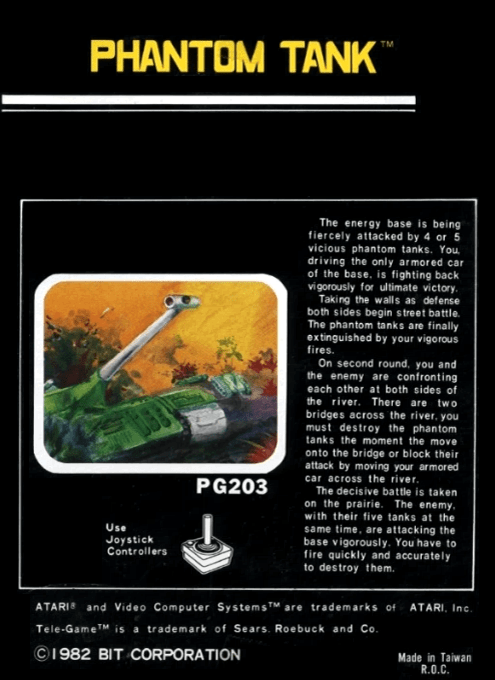 PHANTOM TANK™
The energy base is being
fiercely attacked by 4 or 5
vicious phantom tanks. You,
driving the only armored car
of the base, is fighting back
vigorously for ultimate victory.
Taking the walls as defense
both sides begin street battle.
The phantom tanks are finally
extinguished by your vigorous
fires.
On second round, you and
the enemy are confronting
each other at both sides of
the river. There are two
bridges across the river, you
must destroy the phantom
tanks the moment the move
onto the bridge or block their
attack by moving your armored
car across the river.
The decisive battle is taken
on the prairie. The enemy,
with their five tanks at the
same time, are attacking the
base vigorously. You have to
fire quickly and accurately
to destroy them.
PG203
Use
Joystick
Controllers
ATARI® and Video Computer Systems™ are trademarks of ATARI, Inc.
Tele-Game™ is a trademark of Sears, Roebuck and Co.
©1982 BIT CORPORATION
Made in Taiwan
R.O.C.